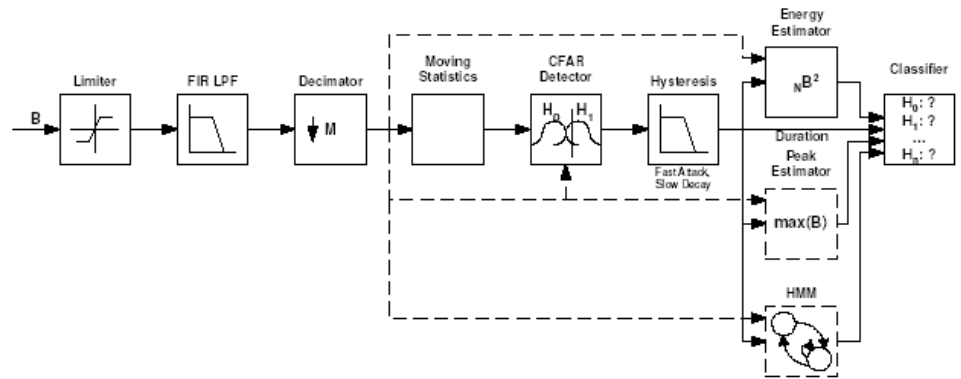 Energy
Estimator
Limiter
FIR LPF
Decimator
Moving
Statistics
CFAR
Detector
Hysteresis
Classifier
B
M
H0 H1
NB²
H0: ?
H1: ?
...
Hn: ?
Fast Attack,
Slow Decay
Duration
Peak
Estimator
max(B)
HMM